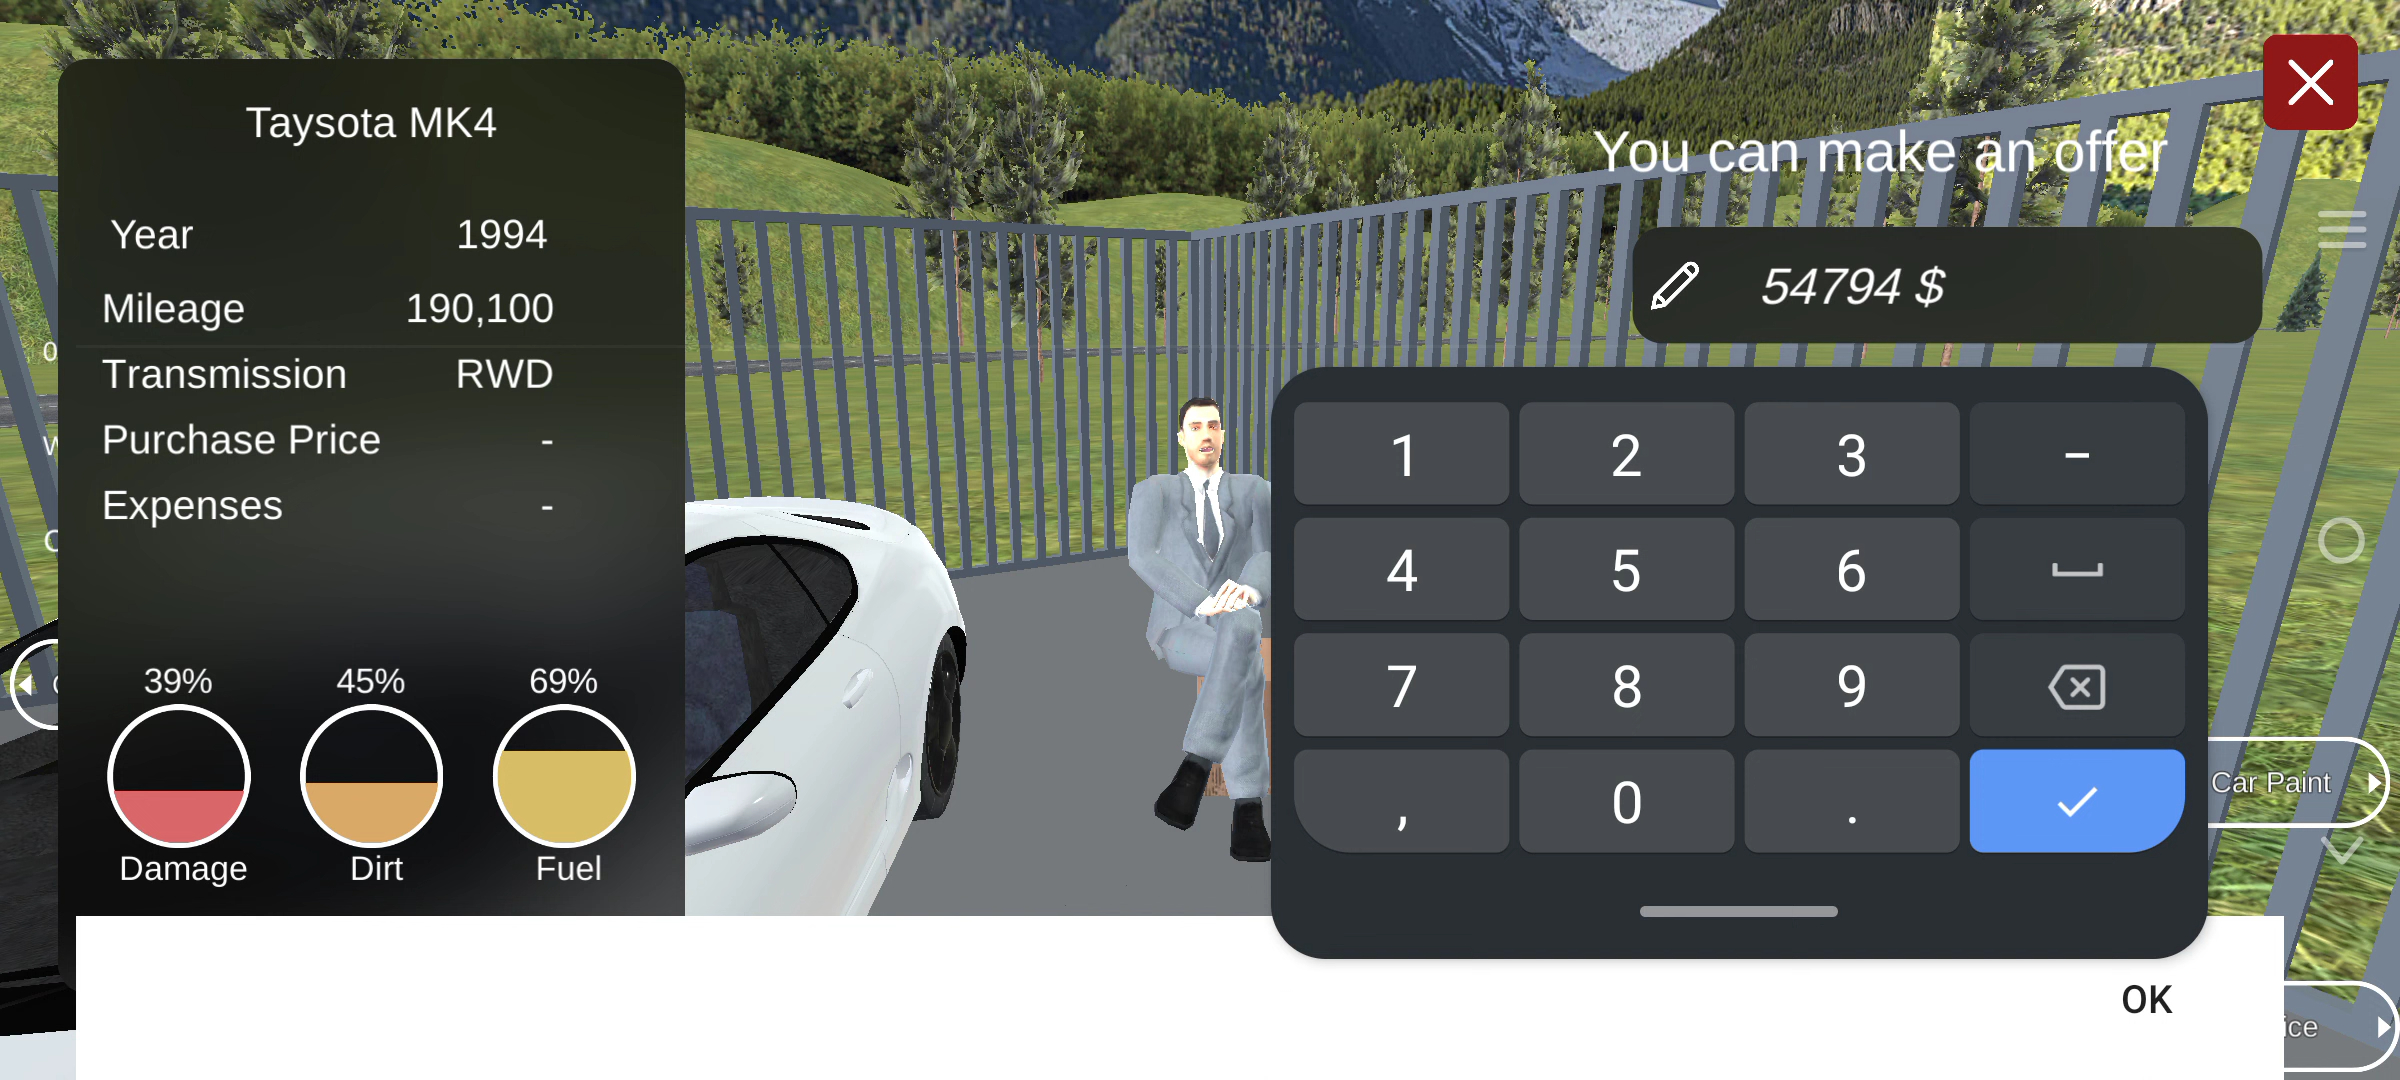 Taysota MK4
Year 1994
Mileage 190,100
Transmission RWD
Purchase Price -
Expenses -
39% 45% 69%
Damage Dirt Fuel
You can make an offer
54794 $
1 2 3 –
4 5 6
7 8 9
, 0 .
Car Paint
OK